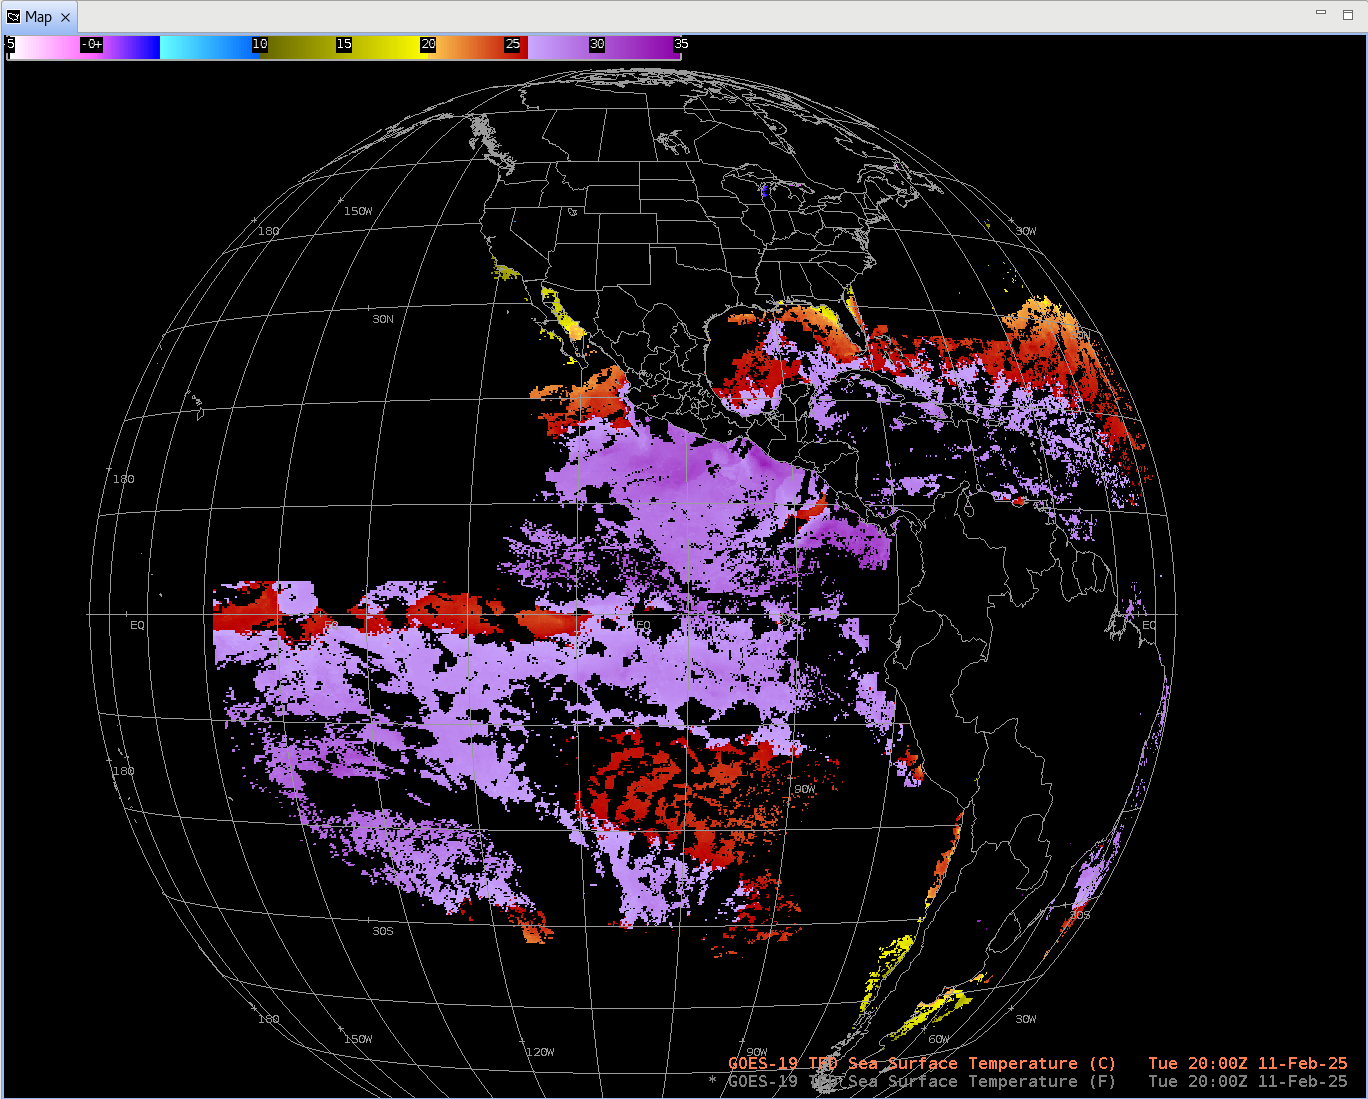 Map
-5 -0+ 10 15 20 25 30 35
150W
180 30W
30N
180
EQ EQ EQ EQ
180
90W
30S 30S
180 30W
150W 60W
120W 90W
GOES-19 Sea Surface Temperature (C) Tue 20:00Z 11-Feb-25
* GOES-19 Sea Surface Temperature (F) Tue 20:00Z 11-Feb-25